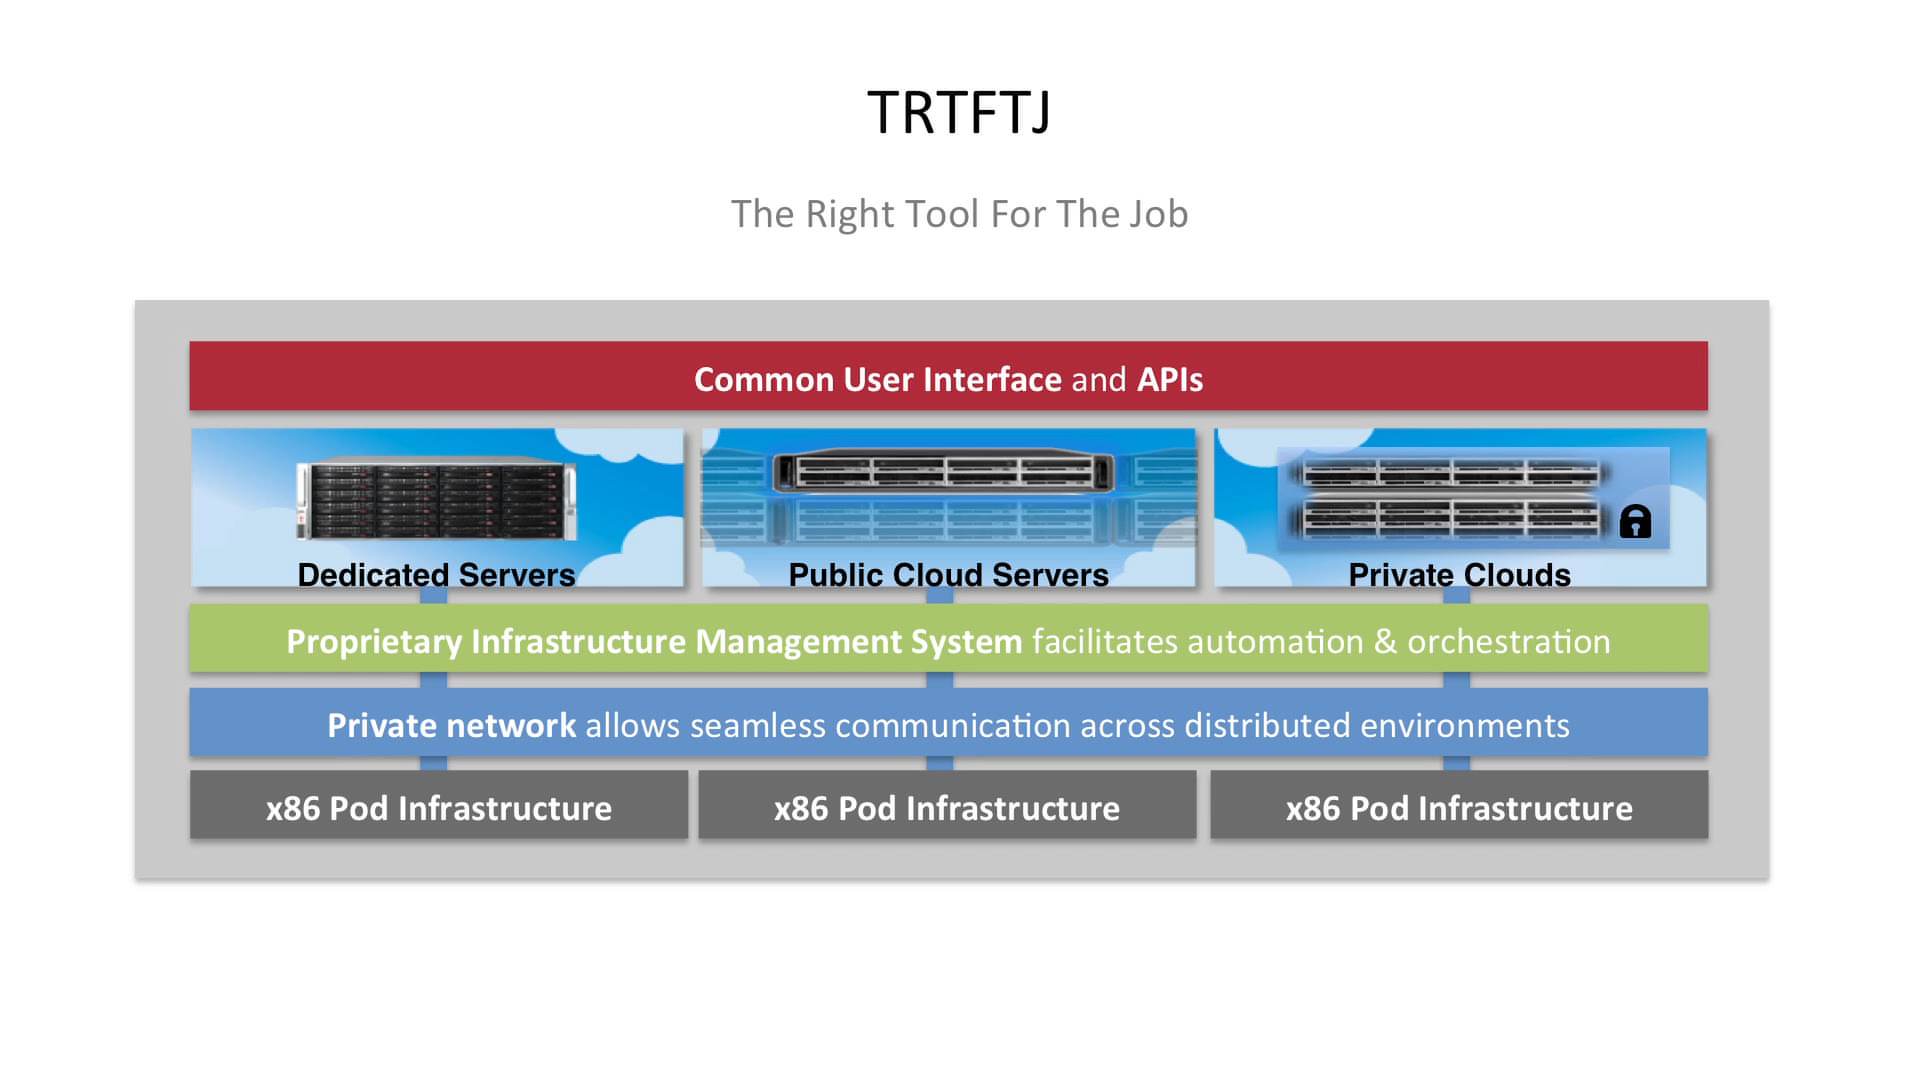 TRTFTJ
The Right Tool For The Job
Common User Interface and APIs
Dedicated Servers
Public Cloud Servers
Private Clouds
Proprietary Infrastructure Management System facilitates automation & orchestration
Private network allows seamless communication across distributed environments
x86 Pod Infrastructure
x86 Pod Infrastructure
x86 Pod Infrastructure